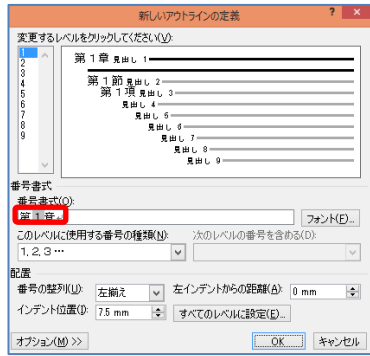 新しいアウトラインの定義 ? ×
変更するレベルをクリックしてください(V):
1
2
3
4
5
6
7
8
9
第1章 見出し 1
第1節 見出し 2
第1項 見出し 3
見出し 4
見出し 5
見出し 6
見出し 7
見出し 8
見出し 9
番号書式
番号書式(O):
第1章 フォント(F)...
このレベルに使用する番号の種類(N): 次のレベルの番号を含める(D):
1, 2, 3 …
配置
番号の整列(U): 左揃え 左インデントからの距離(A): 0 mm
インデント位置(I): 7.5 mm すべてのレベルに設定(E)...
オプション(M) >> OK キャンセル